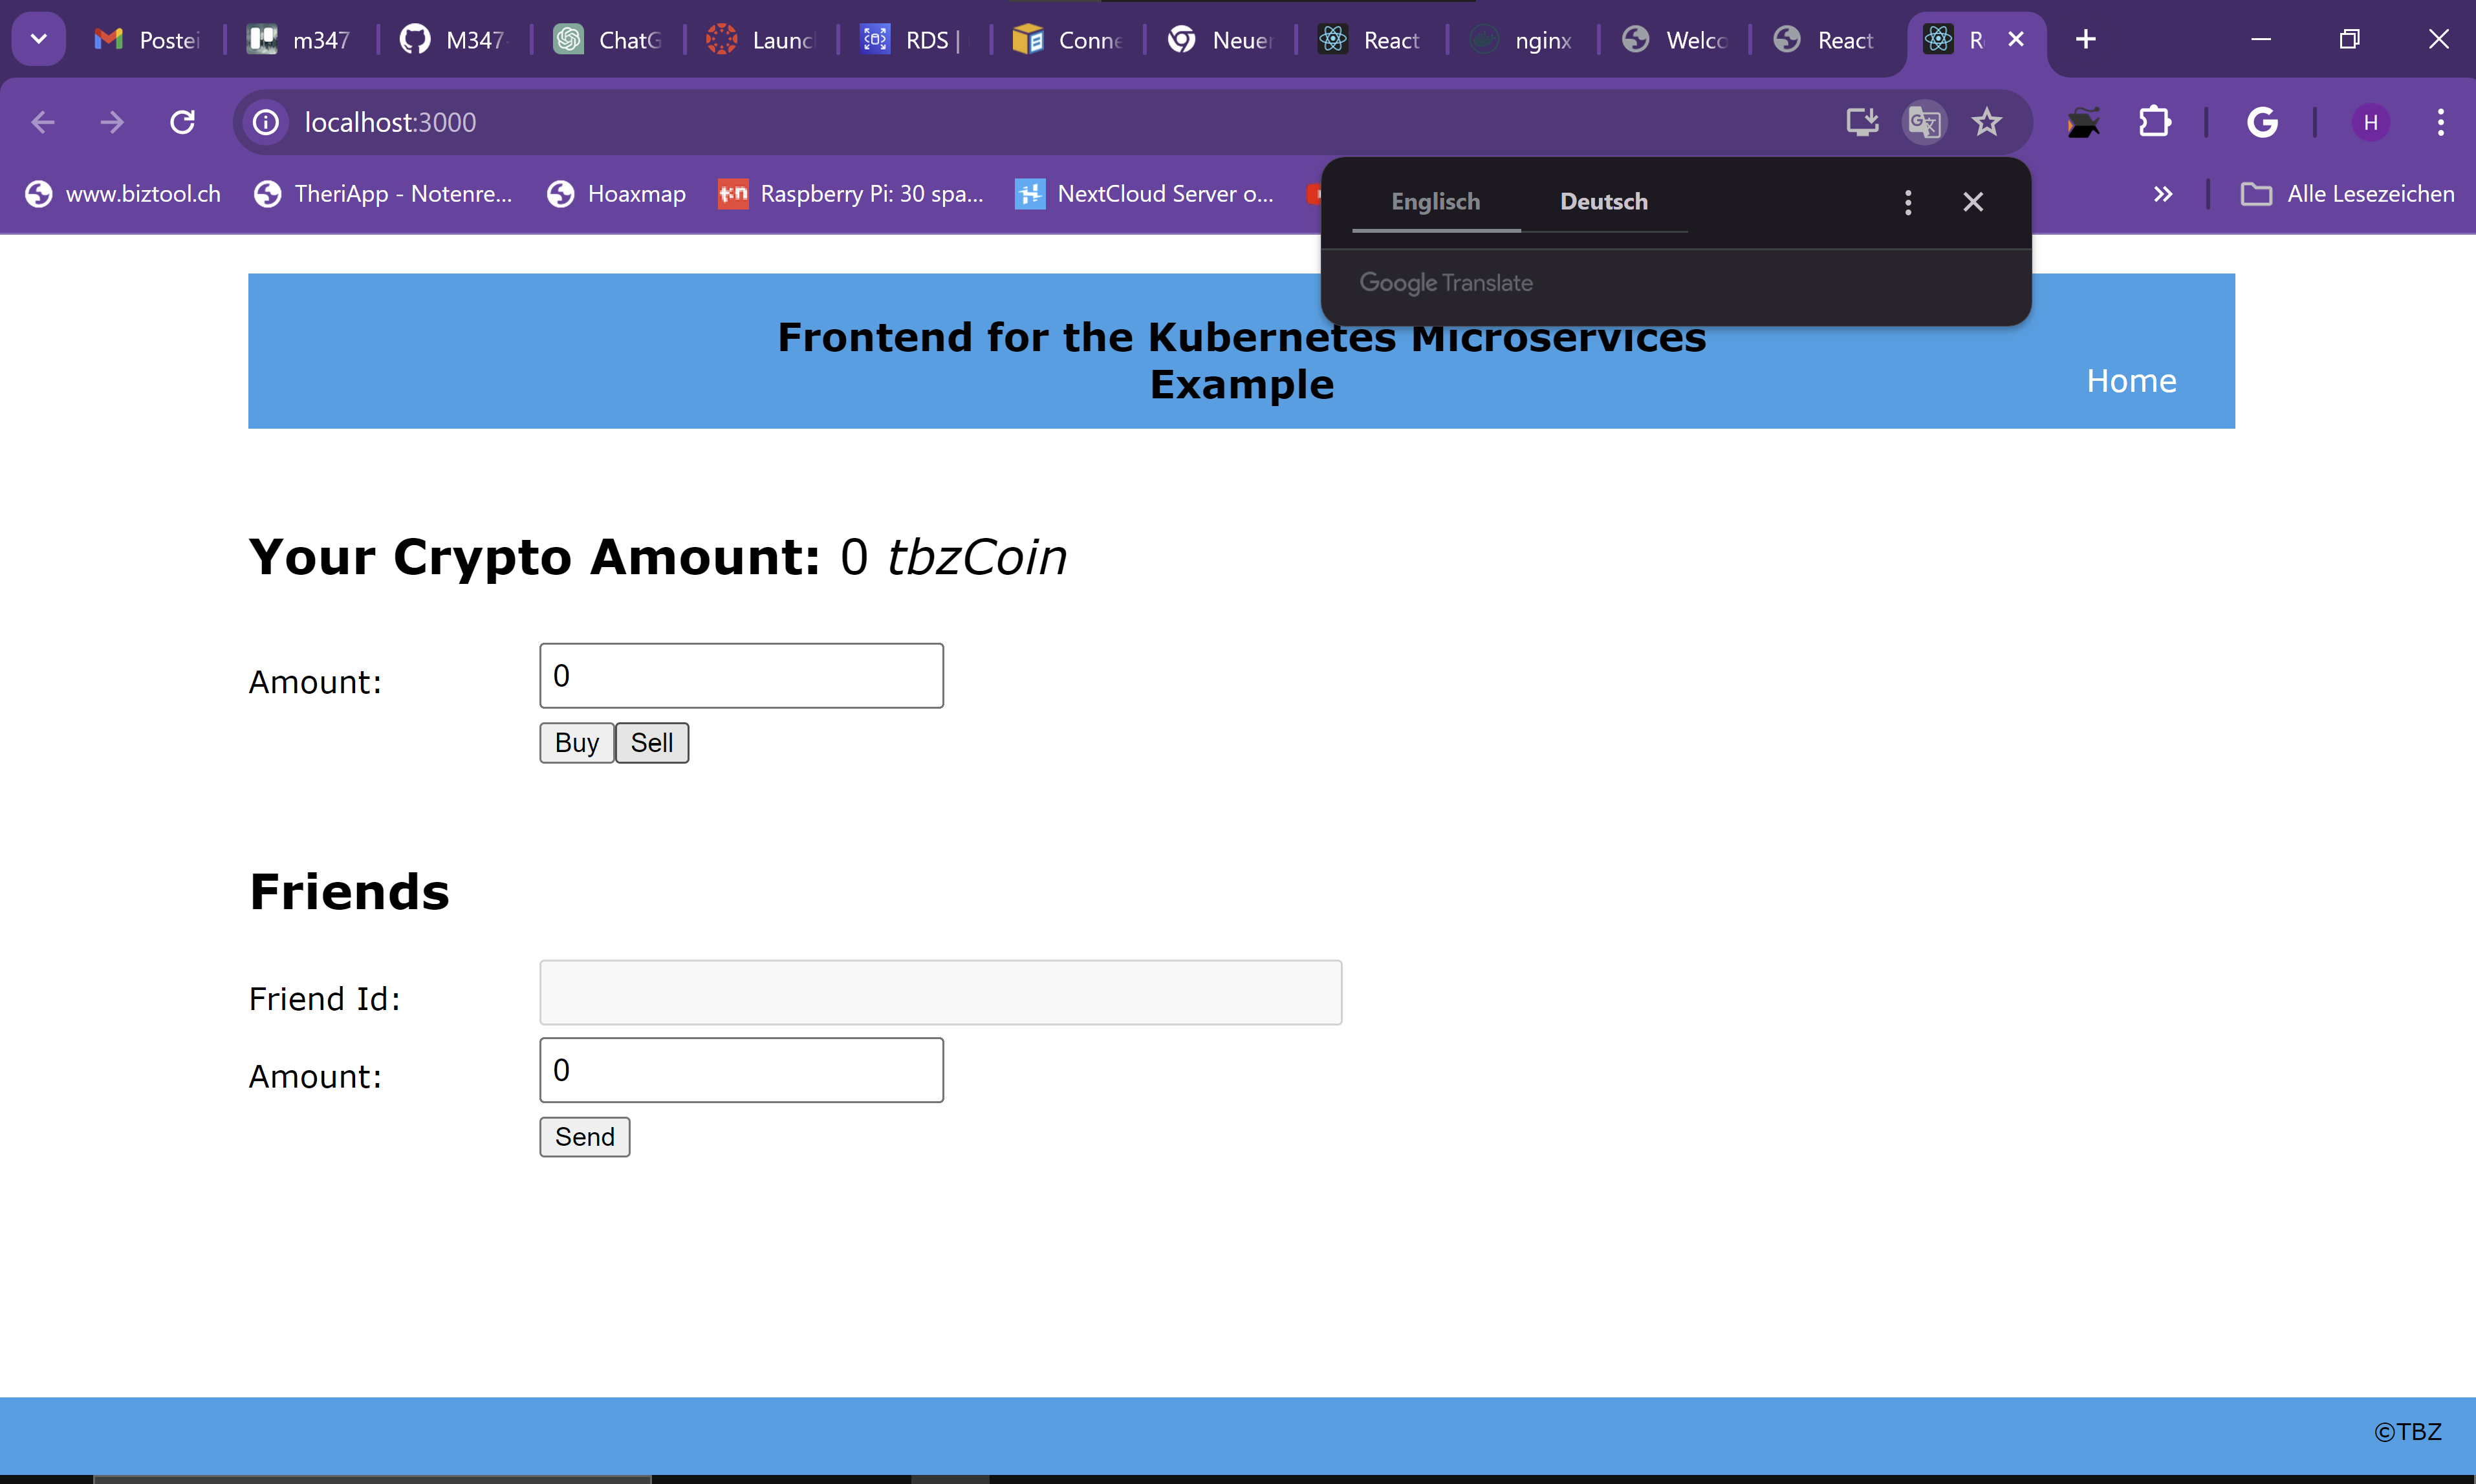 Postei
m347
M347
ChatG
Launc
RDS |
Conne
Neuer
React
nginx
Welco
React
R
localhost:3000
G
H
www.biztool.ch
TheriApp - Notenre...
Hoaxmap
t3n
Raspberry Pi: 30 spa...
NextCloud Server o...
Alle Lesezeichen
Englisch
Deutsch
Google Translate
Frontend for the Kubernetes Microservices
Example
Home
Your Crypto Amount: 0 tbzCoin
Amount:
0
Buy
Sell
Friends
Friend Id:
Amount:
0
Send
©TBZ